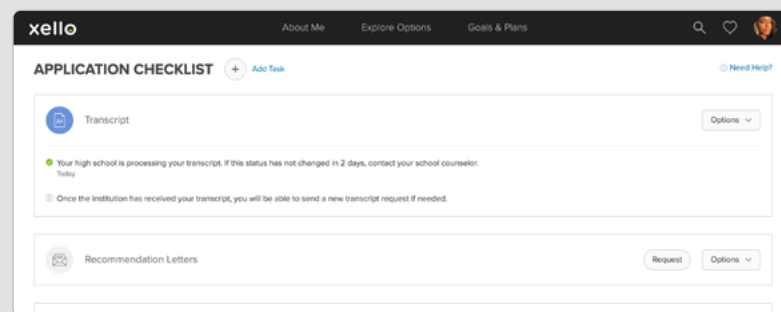 xello
About Me
Explore Options
Goals & Plans
APPLICATION CHECKLIST
+
Add Task
Need Help?
Transcript
Options
Your high school is processing your transcript. If this status has not changed in 2 days, contact your school counselor.
Today
Once the institution has received your transcript, you will be able to send a new transcript request if needed.
Recommendation Letters
Request
Options